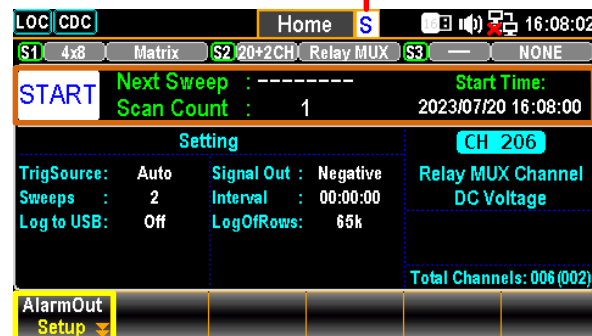 LOC CDC Home S 16:08:02
S1 4x8 Matrix S2 20+2CH Relay MUX S3 — NONE
START Next Sweep : -------- Start Time:
Scan Count : 1 2023/07/20 16:08:00
Setting CH 206
TrigSource: Auto Signal Out : Negative Relay MUX Channel
Sweeps : 2 Interval : 00:00:00 DC Voltage
Log to USB: Off LogOfRows: 65k
Total Channels: 006 (002)
AlarmOut
Setup